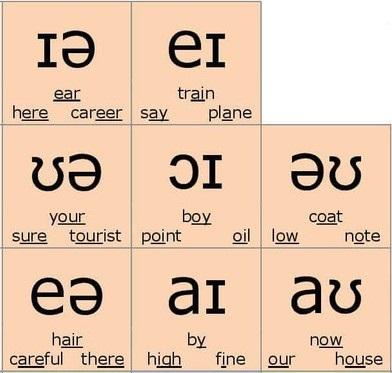 ɪə eɪ
ear train
here career say plane
ʊə ɔɪ əʊ
your boy coat
sure tourist point oil low note
eə aɪ aʊ
hair by now
careful there high fine our house